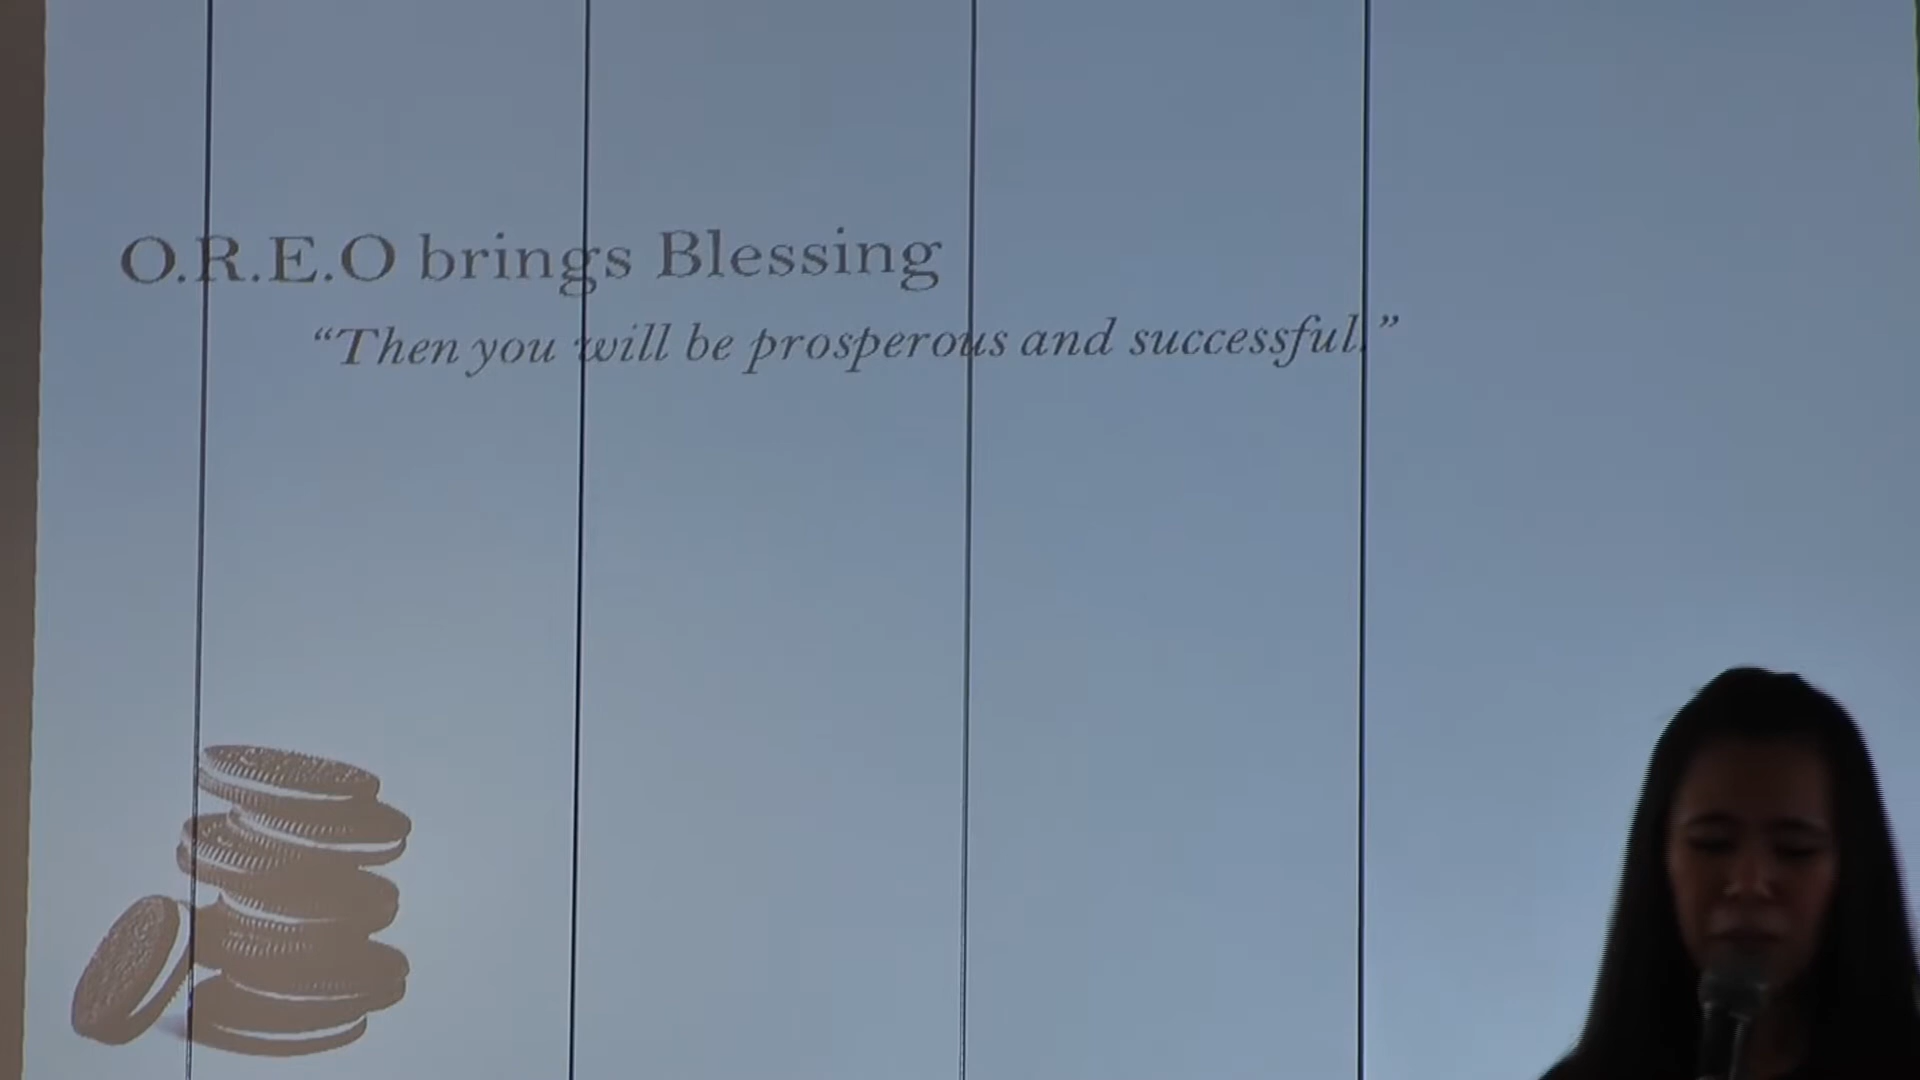 O.R.E.O brings Blessing
“Then you will be prosperous and successful.”